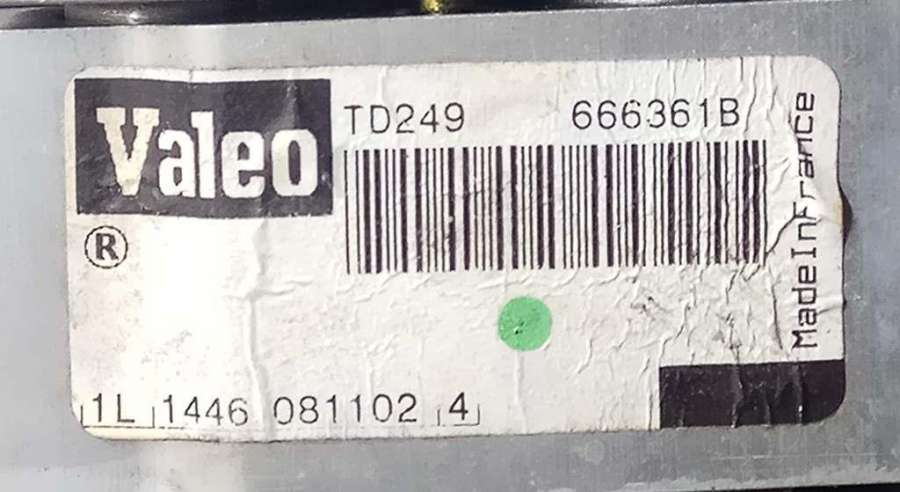 Valeo
®
TD249 666361B
Made In France
1L 1446 081102 4